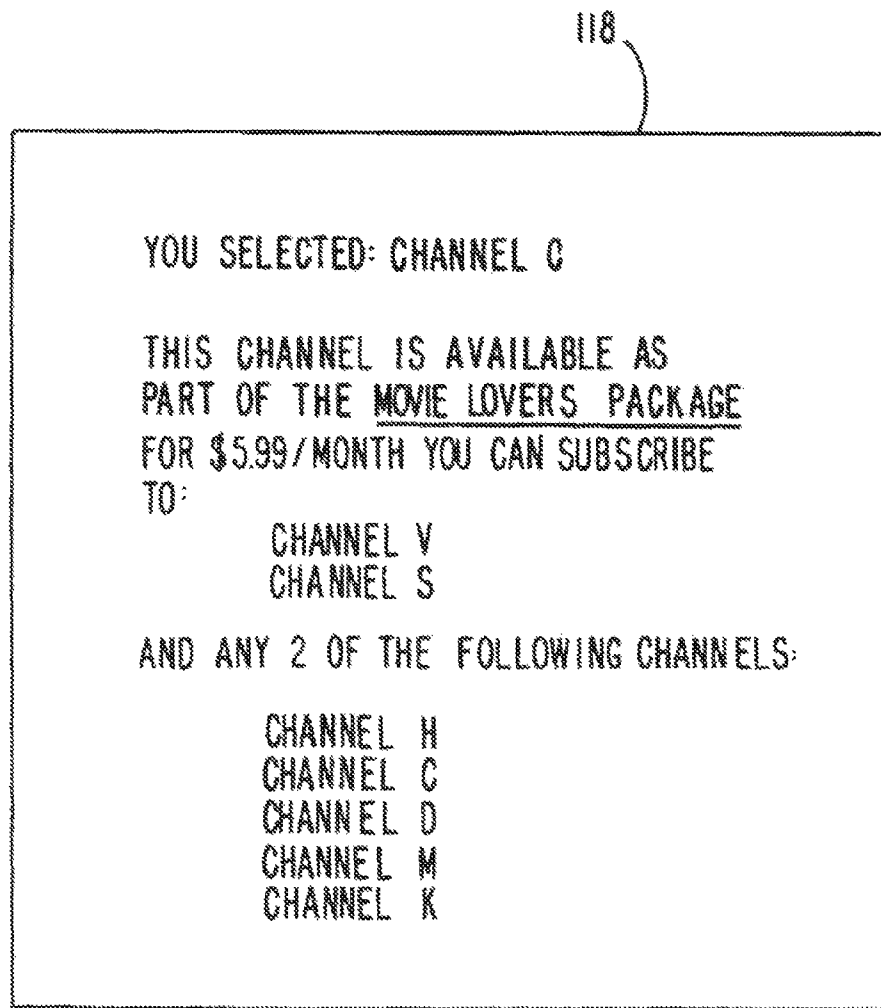 118
YOU SELECTED: CHANNEL C
THIS CHANNEL IS AVAILABLE AS
PART OF THE MOVIE LOVERS PACKAGE
FOR $5.99/MONTH YOU CAN SUBSCRIBE
TO:
CHANNEL V
CHANNEL S
AND ANY 2 OF THE FOLLOWING CHANNELS:
CHANNEL H
CHANNEL C
CHANNEL D
CHANNEL M
CHANNEL K